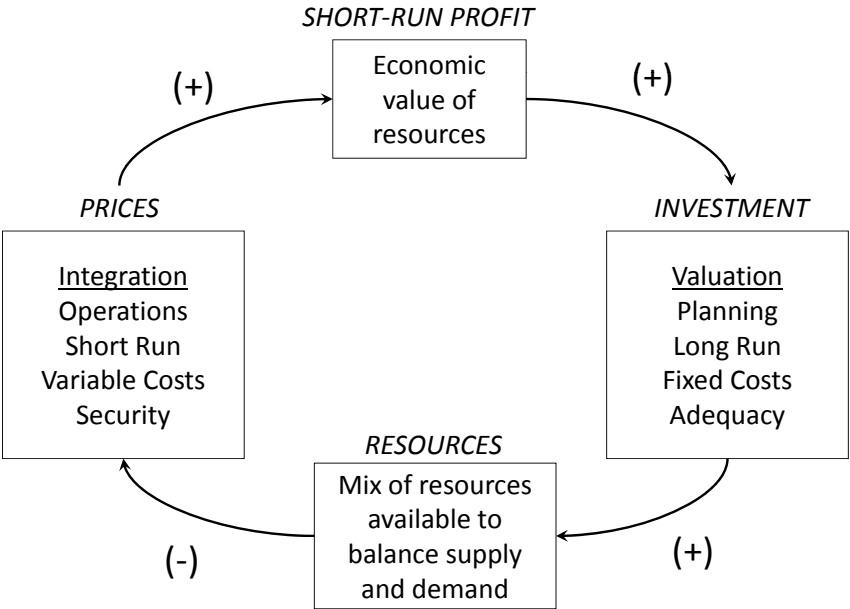 SHORT-RUN PROFIT
Economic
value of
resources
(+)
(+)
PRICES
Integration
Operations
Short Run
Variable Costs
Security
INVESTMENT
Valuation
Planning
Long Run
Fixed Costs
Adequacy
RESOURCES
Mix of resources
available to
balance supply
and demand
(-)
(+)